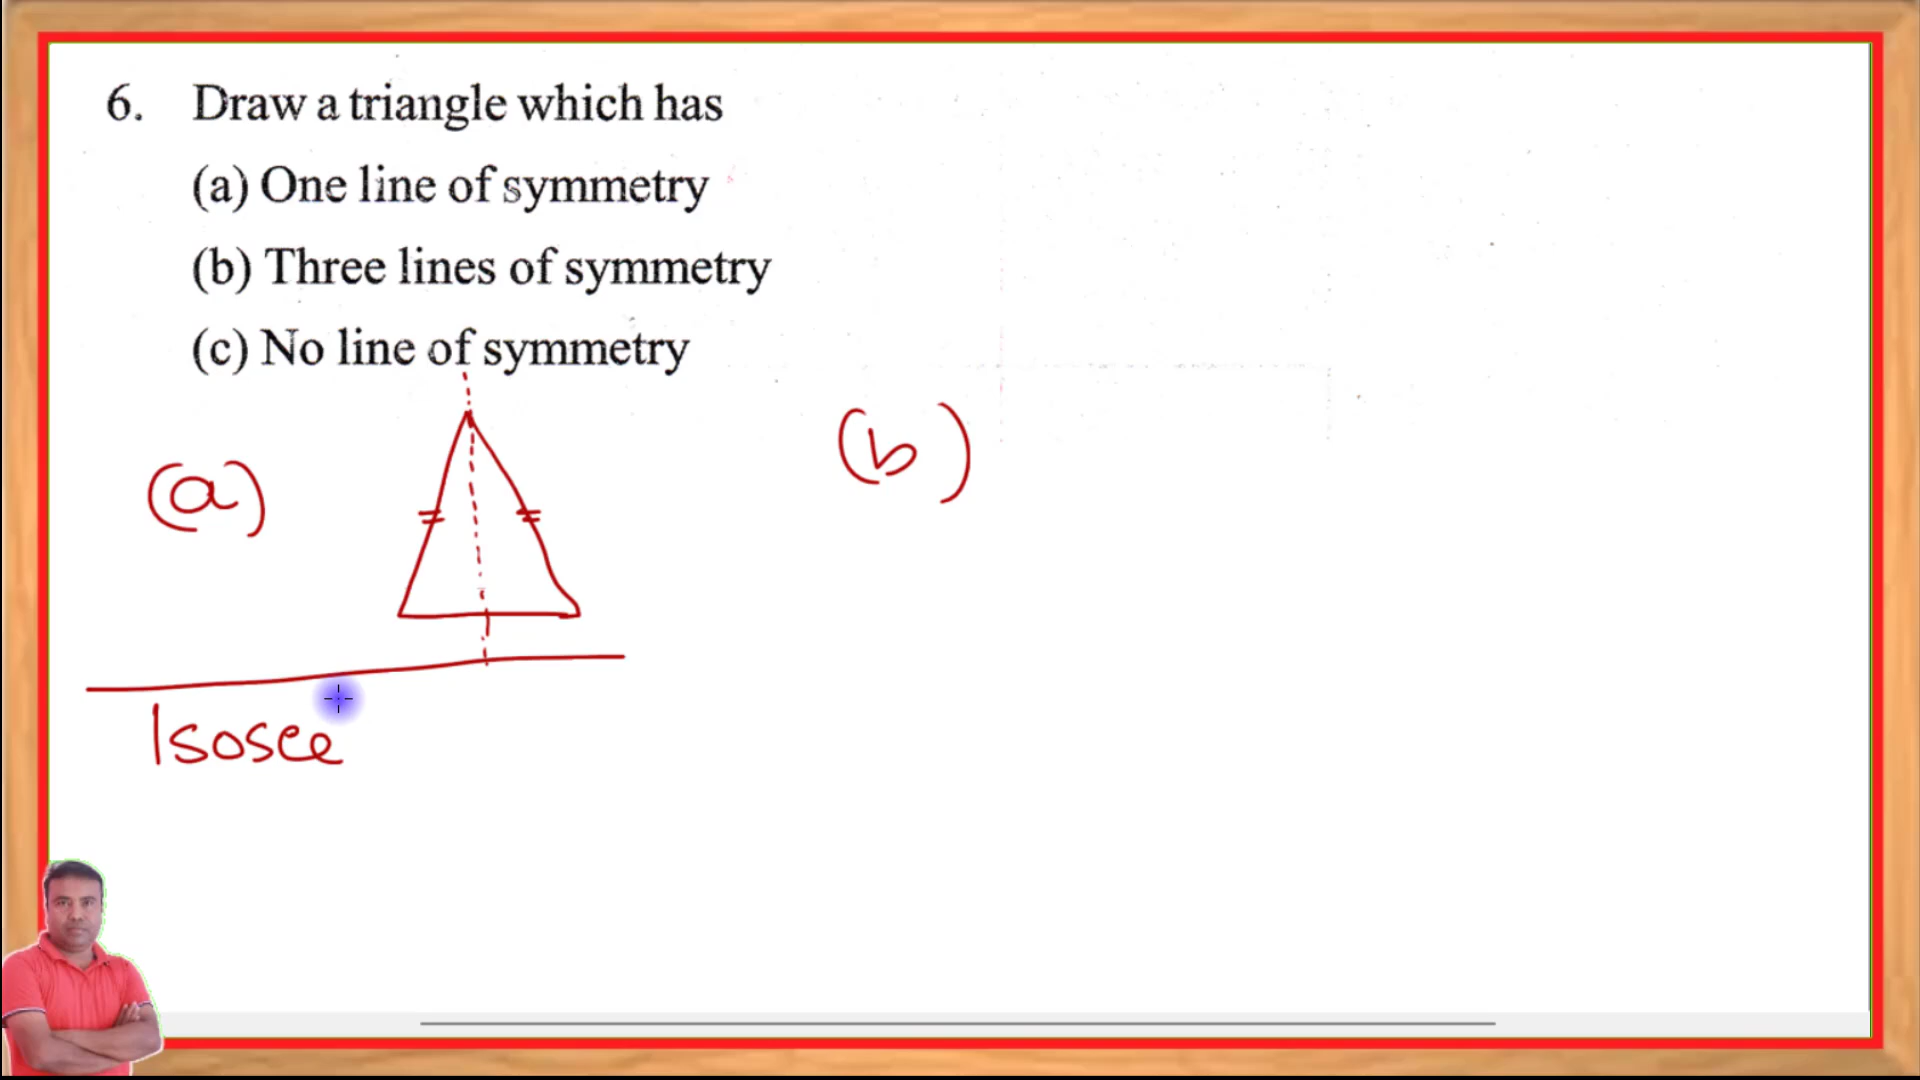 6. Draw a triangle which has
(a) One line of symmetry
(b) Three lines of symmetry
(c) No line of symmetry
(a)
(b)
Isosce